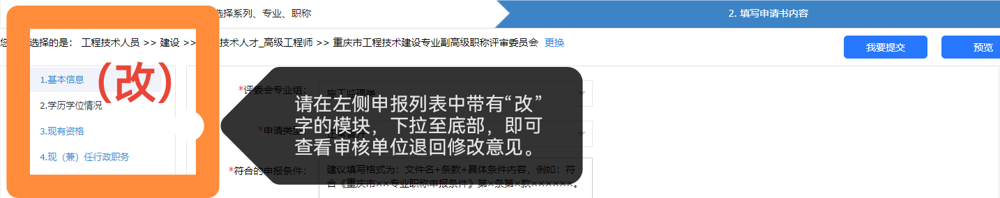 选择系列、专业、职称
2. 填写申请书内容
选择的是： 工程技术人员 >> 建设 >> 技术人才_高级工程师 >> 重庆市工程技术建设专业副高级职称评审委员会 更换
我要提交
预览
1.基本信息
（改）
2.学历学位情况
3.现有资格
4.现（兼）任行政职务
*评委会专业组：
施工监理类
*申请类型
*符合的申报条件：
建议填写格式为：文件名+条款+具体条件内容，例如：符
合《重庆市××专业职称申报条件》第×条第×款××××××。
请在左侧申报列表中带有“改”
字的模块，下拉至底部，即可
查看审核单位退回修改意见。